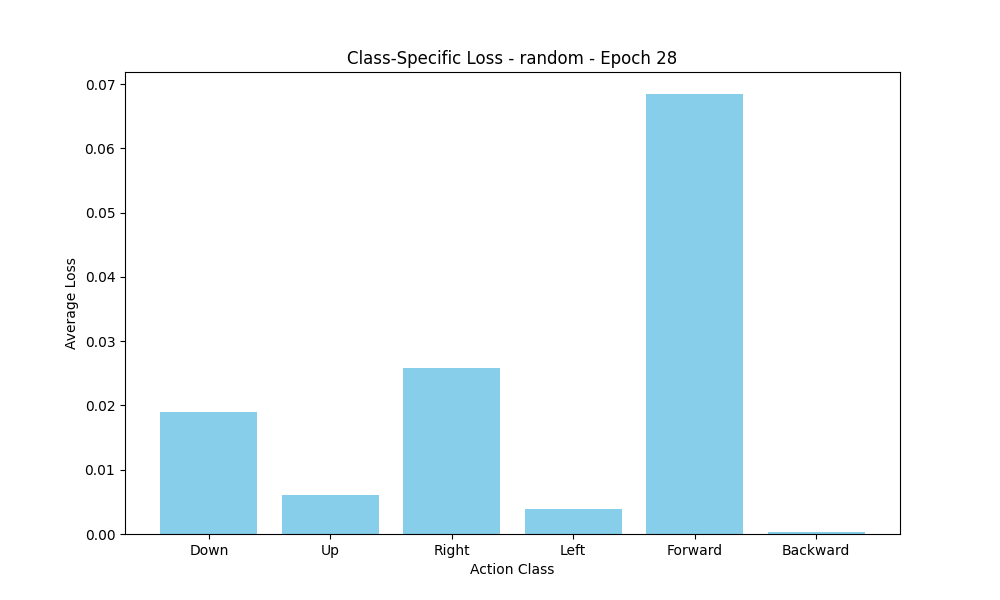 Class-Specific Loss - random - Epoch 28
Average Loss
0.07
0.06
0.05
0.04
0.03
0.02
0.01
0.00
Down Up Right Left Forward Backward
Action Class